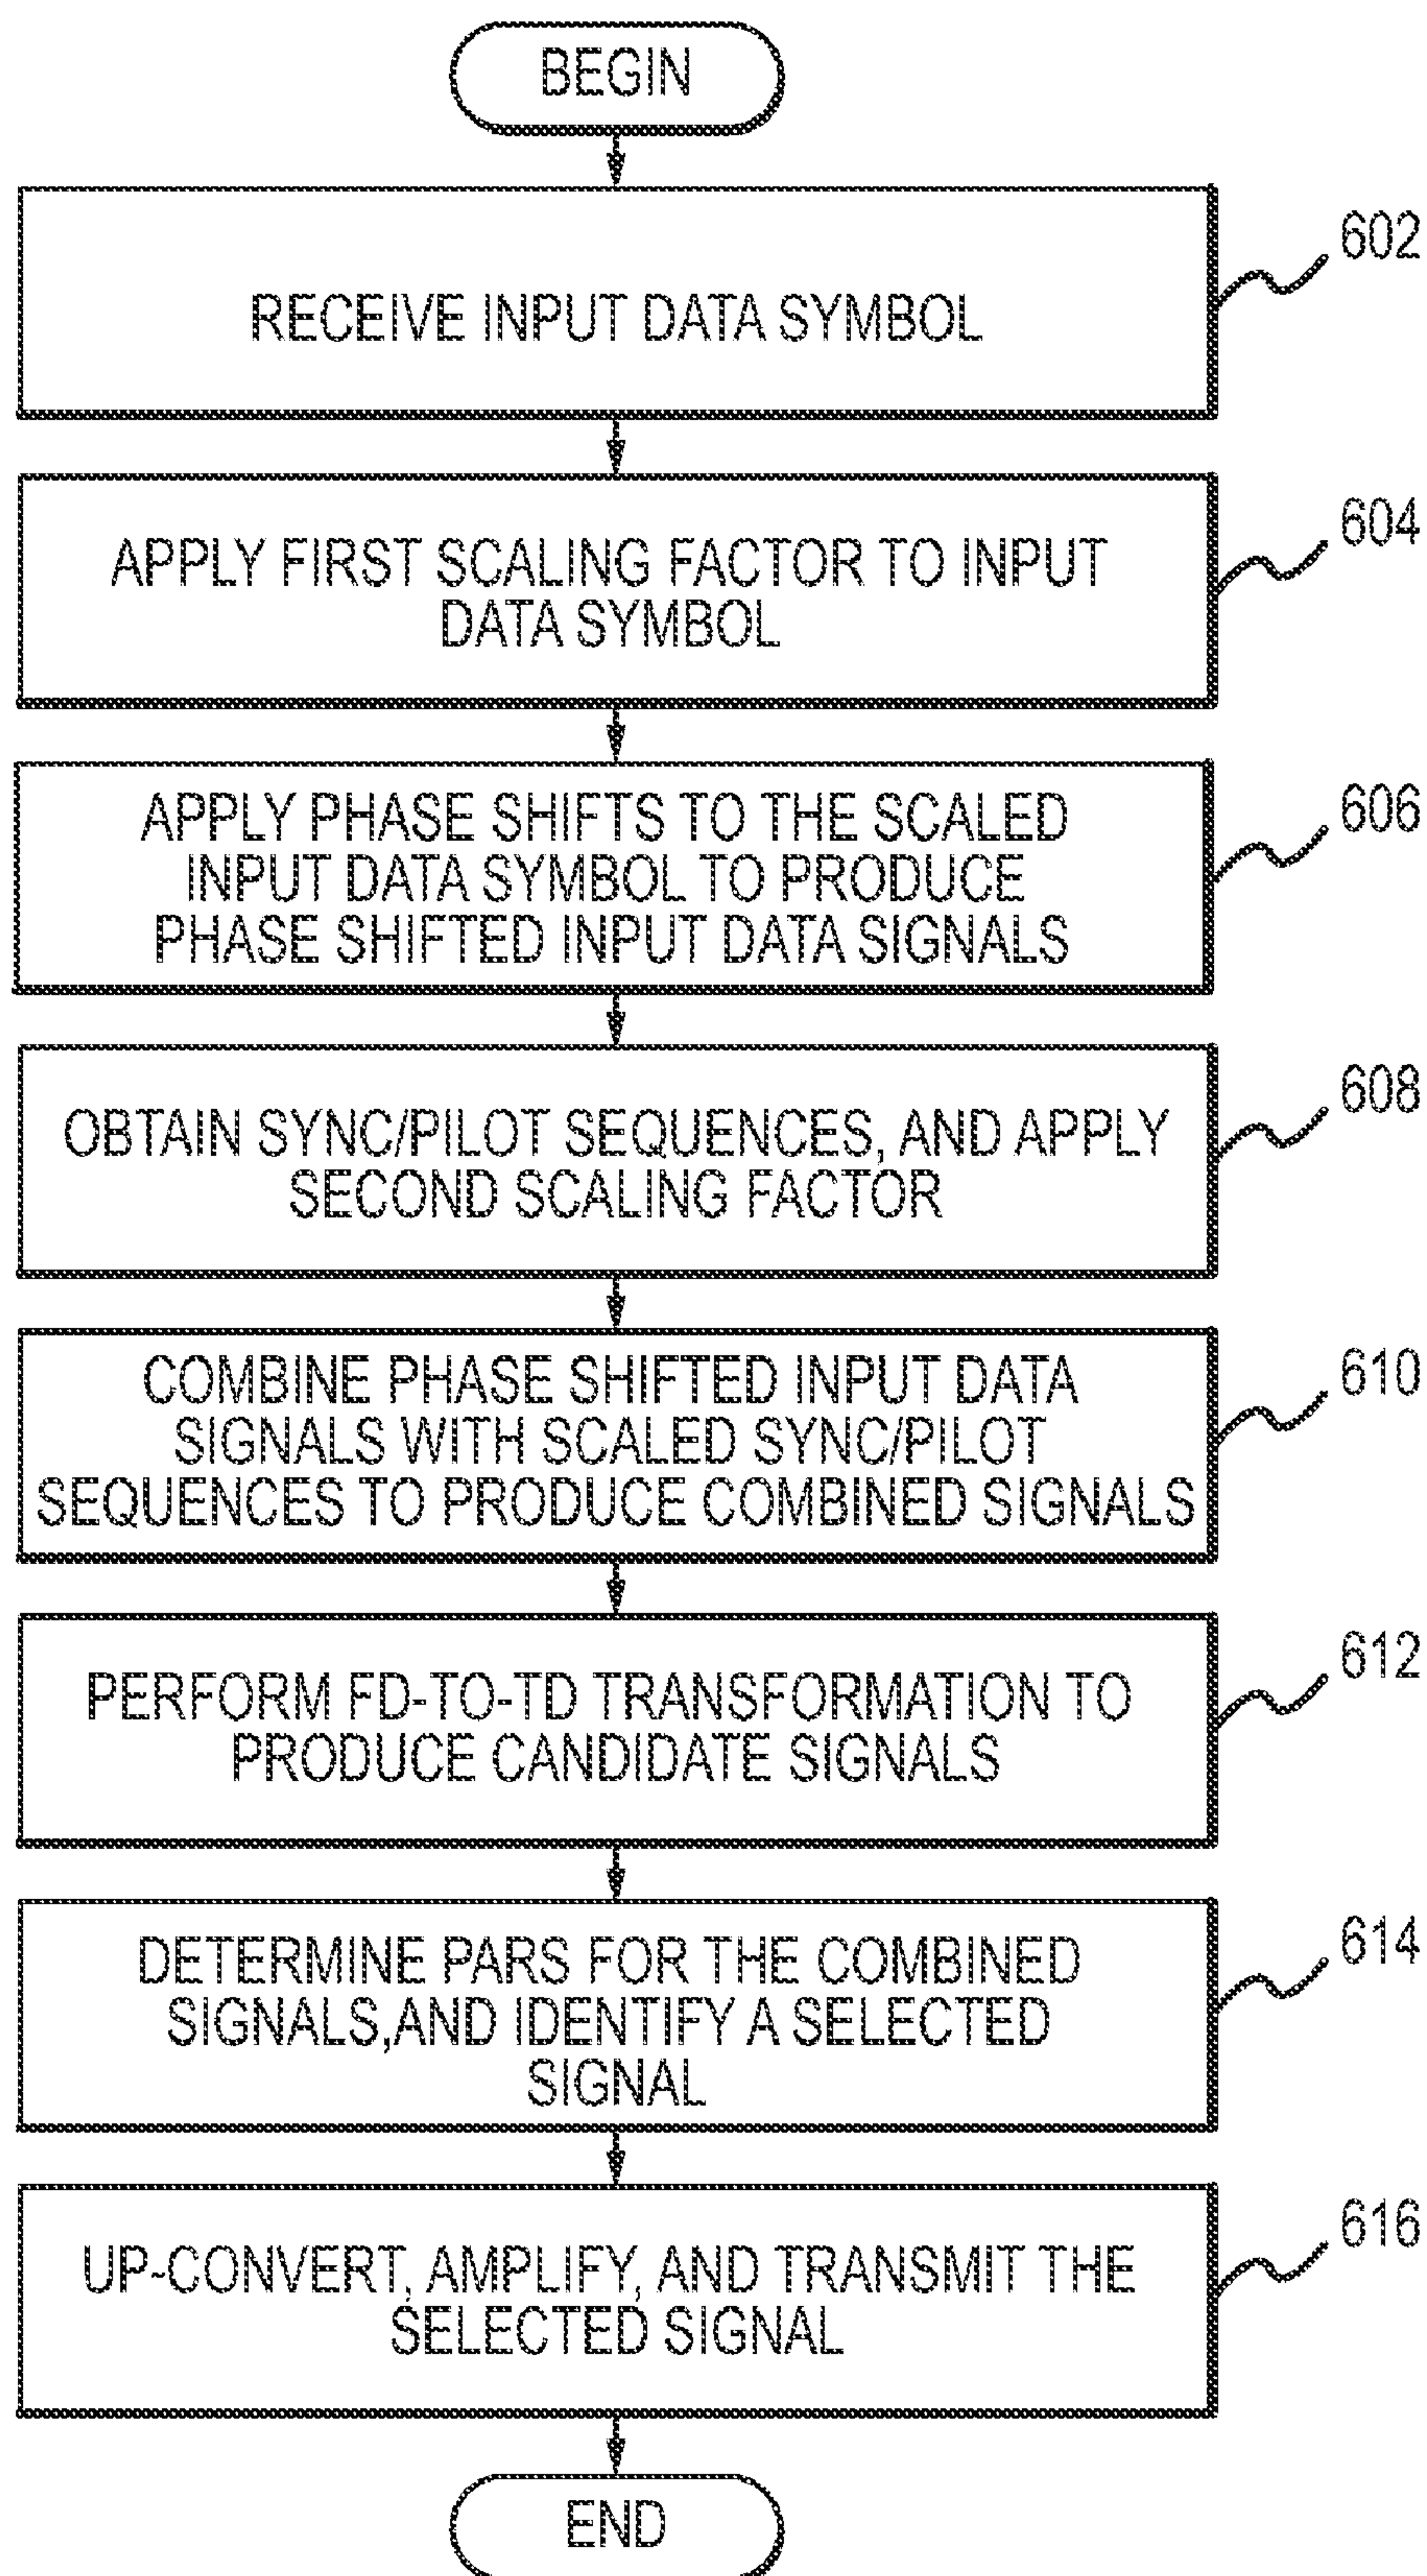 BEGIN
602
RECEIVE INPUT DATA SYMBOL
604
APPLY FIRST SCALING FACTOR TO INPUT
DATA SYMBOL
606
APPLY PHASE SHIFTS TO THE SCALED
INPUT DATA SYMBOL TO PRODUCE
PHASE SHIFTED INPUT DATA SIGNALS
608
OBTAIN SYNC/PILOT SEQUENCES, AND APPLY
SECOND SCALING FACTOR
610
COMBINE PHASE SHIFTED INPUT DATA
SIGNALS WITH SCALED SYNC/PILOT
SEQUENCES TO PRODUCE COMBINED SIGNALS
612
PERFORM FD-TO-TD TRANSFORMATION TO
PRODUCE CANDIDATE SIGNALS
614
DETERMINE PARS FOR THE COMBINED
SIGNALS,AND IDENTIFY A SELECTED
SIGNAL
616
UP-CONVERT, AMPLIFY, AND TRANSMIT THE
SELECTED SIGNAL
END